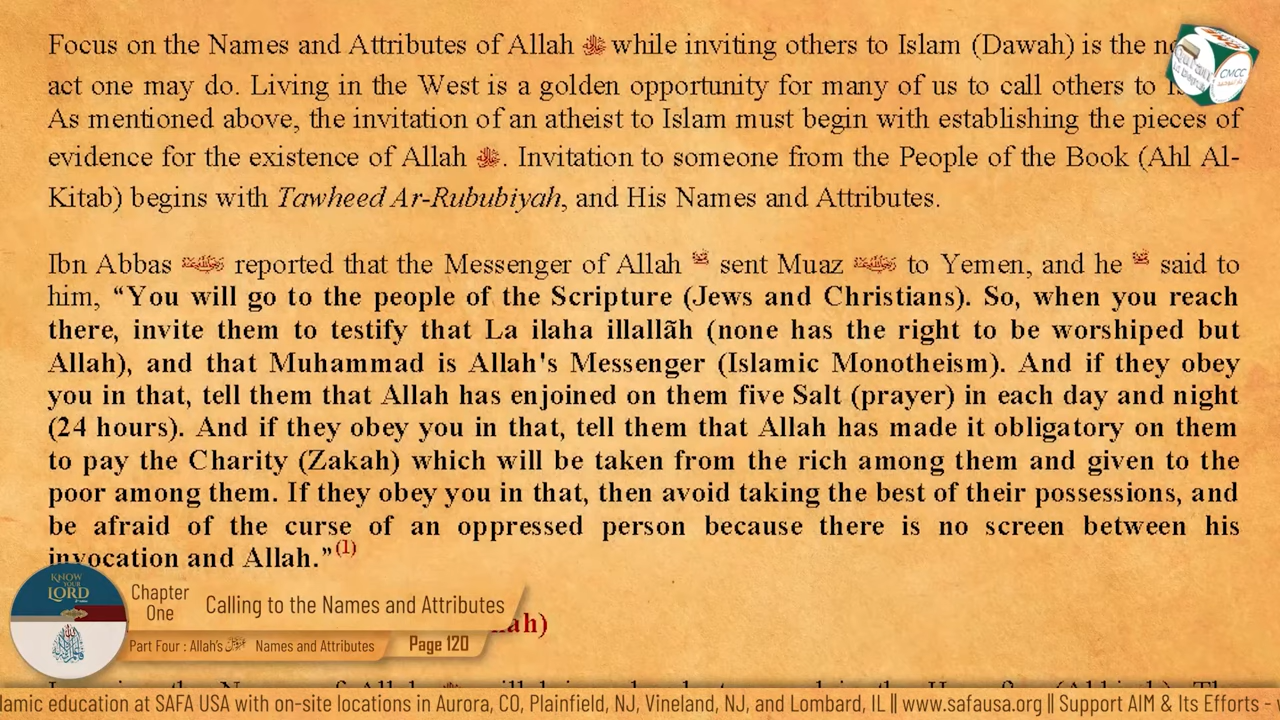 Focus on the Names and Attributes of Allah ﷻ while inviting others to Islam (Dawah) is the
act one may do. Living in the West is a golden opportunity for many of us to call others to
As mentioned above, the invitation of an atheist to Islam must begin with establishing the pieces of
evidence for the existence of Allah ﷻ. Invitation to someone from the People of the Book (Ahl Al-
Kitab) begins with Tawheed Ar-Rububiyah, and His Names and Attributes.
Ibn Abbas reported that the Messenger of Allah ﷺ sent Muaz to Yemen, and he ﷺ said to
him, “You will go to the people of the Scripture (Jews and Christians). So, when you reach
there, invite them to testify that La ilaha illallãh (none has the right to be worshiped but
Allah), and that Muhammad is Allah's Messenger (Islamic Monotheism). And if they obey
you in that, tell them that Allah has enjoined on them five Salt (prayer) in each day and night
(24 hours). And if they obey you in that, tell them that Allah has made it obligatory on them
to pay the Charity (Zakah) which will be taken from the rich among them and given to the
poor among them. If they obey you in that, then avoid taking the best of their possessions, and
be afraid of the curse of an oppressed person because there is no screen between his
invocation and Allah.”(1)
KNOW YOUR LORD
Chapter One
Calling to the Names and Attributes
Part Four : Allah's Names and Attributes
Page 120
CMCC
lamic education at SAFA USA with on-site locations in Aurora, CO, Plainfield, NJ, Vineland, NJ, and Lombard, IL || www.safausa.org || Support AIM & Its Efforts -